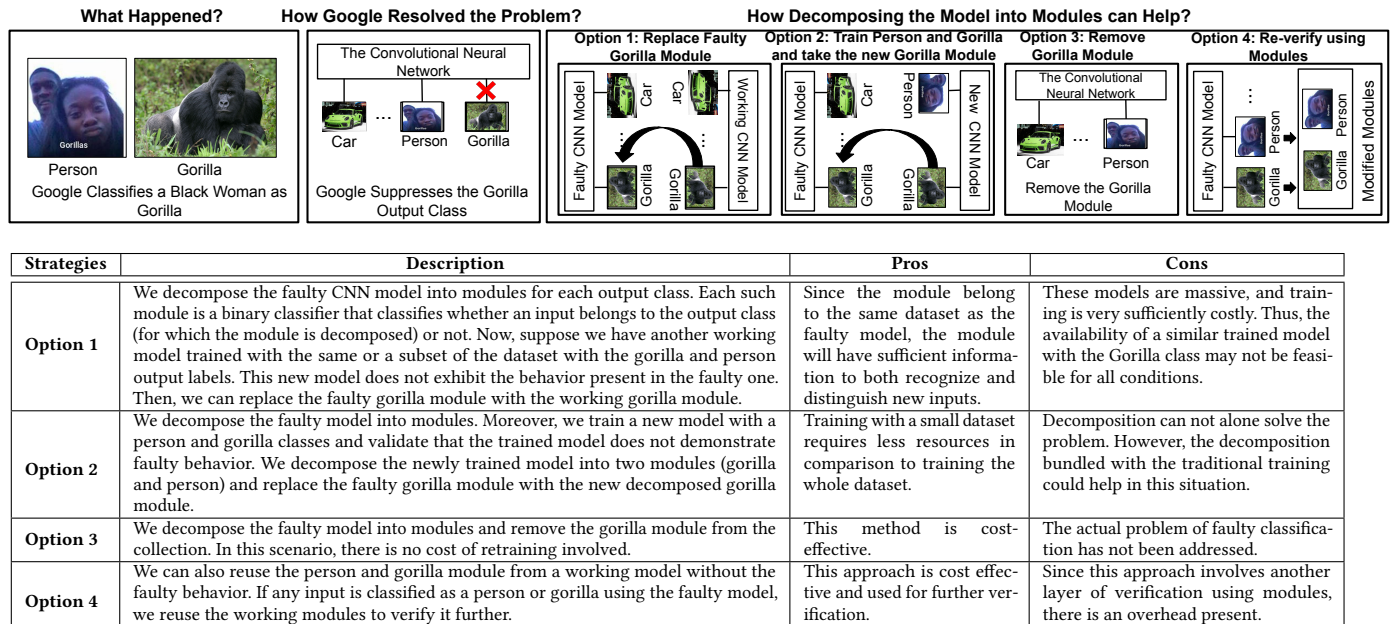 What Happened?
How Google Resolved the Problem?
How Decomposing the Model into Modules can Help?
Gorillas
Person
Gorilla
Google Classifies a Black Woman as
Gorilla
The Convolutional Neural
Network
Car
...
Person
Gorilla
Google Suppresses the Gorilla
Output Class
Option 1: Replace Faulty
Gorilla Module
Faulty CNN Model
Car
Car
...
...
Gorilla
Gorilla
Working CNN Model
Option 2: Train Person and Gorilla
and take the new Gorilla Module
Faulty CNN Model
Car
Person
...
Gorilla
Gorilla
New CNN Model
Option 3: Remove
Gorilla Module
The Convolutional
Neural Network
Car
...
Person
Remove the Gorilla
Module
Option 4: Re-verify using
Modules
Faulty CNN Model
...
Person
Gorilla
Person
Gorilla
Modified Modules
Strategies
Description
Pros
Cons
Option 1
We decompose the faulty CNN model into modules for each output class. Each such
module is a binary classifier that classifies whether an input belongs to the output class
(for which the module is decomposed) or not. Now, suppose we have another working
model trained with the same or a subset of the dataset with the gorilla and person
output labels. This new model does not exhibit the behavior present in the faulty one.
Then, we can replace the faulty gorilla module with the working gorilla module.
Since the module belong
to the same dataset as the
faulty model, the module
will have sufficient informa-
tion to both recognize and
distinguish new inputs.
These models are massive, and train-
ing is very sufficiently costly. Thus, the
availability of a similar trained model
with the Gorilla class may not be feasi-
ble for all conditions.
Option 2
We decompose the faulty model into modules. Moreover, we train a new model with a
person and gorilla classes and validate that the trained model does not demonstrate
faulty behavior. We decompose the newly trained model into two modules (gorilla
and person) and replace the faulty gorilla module with the new decomposed gorilla
module.
Training with a small dataset
requires less resources in
comparison to training the
whole dataset.
Decomposition can not alone solve the
problem. However, the decomposition
bundled with the traditional training
could help in this situation.
Option 3
We decompose the faulty model into modules and remove the gorilla module from the
collection. In this scenario, there is no cost of retraining involved.
This method is cost-
effective.
The actual problem of faulty classifica-
tion has not been addressed.
Option 4
We can also reuse the person and gorilla module from a working model without the
faulty behavior. If any input is classified as a person or gorilla using the faulty model,
we reuse the working modules to verify it further.
This approach is cost effec-
tive and used for further ver-
ification.
Since this approach involves another
layer of verification using modules,
there is an overhead present.